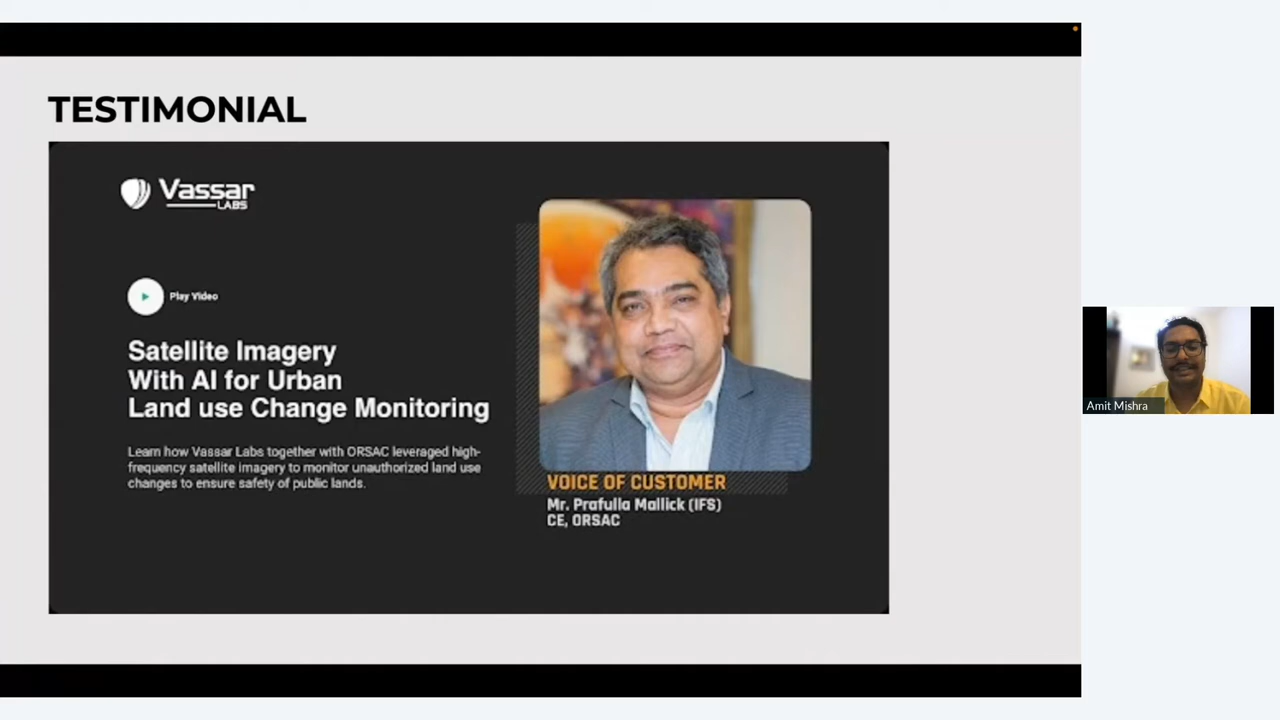 TESTIMONIAL
Vassar
LABS
Play Video
Satellite Imagery
With AI for Urban
Land use Change Monitoring
Learn how Vassar Labs together with ORSAC leveraged high-
frequency satellite imagery to monitor unauthorized land use
changes to ensure safety of public lands.
VOICE OF CUSTOMER
Mr. Prafulla Mallick (IFS)
CE, ORSAC
Amit Mishra